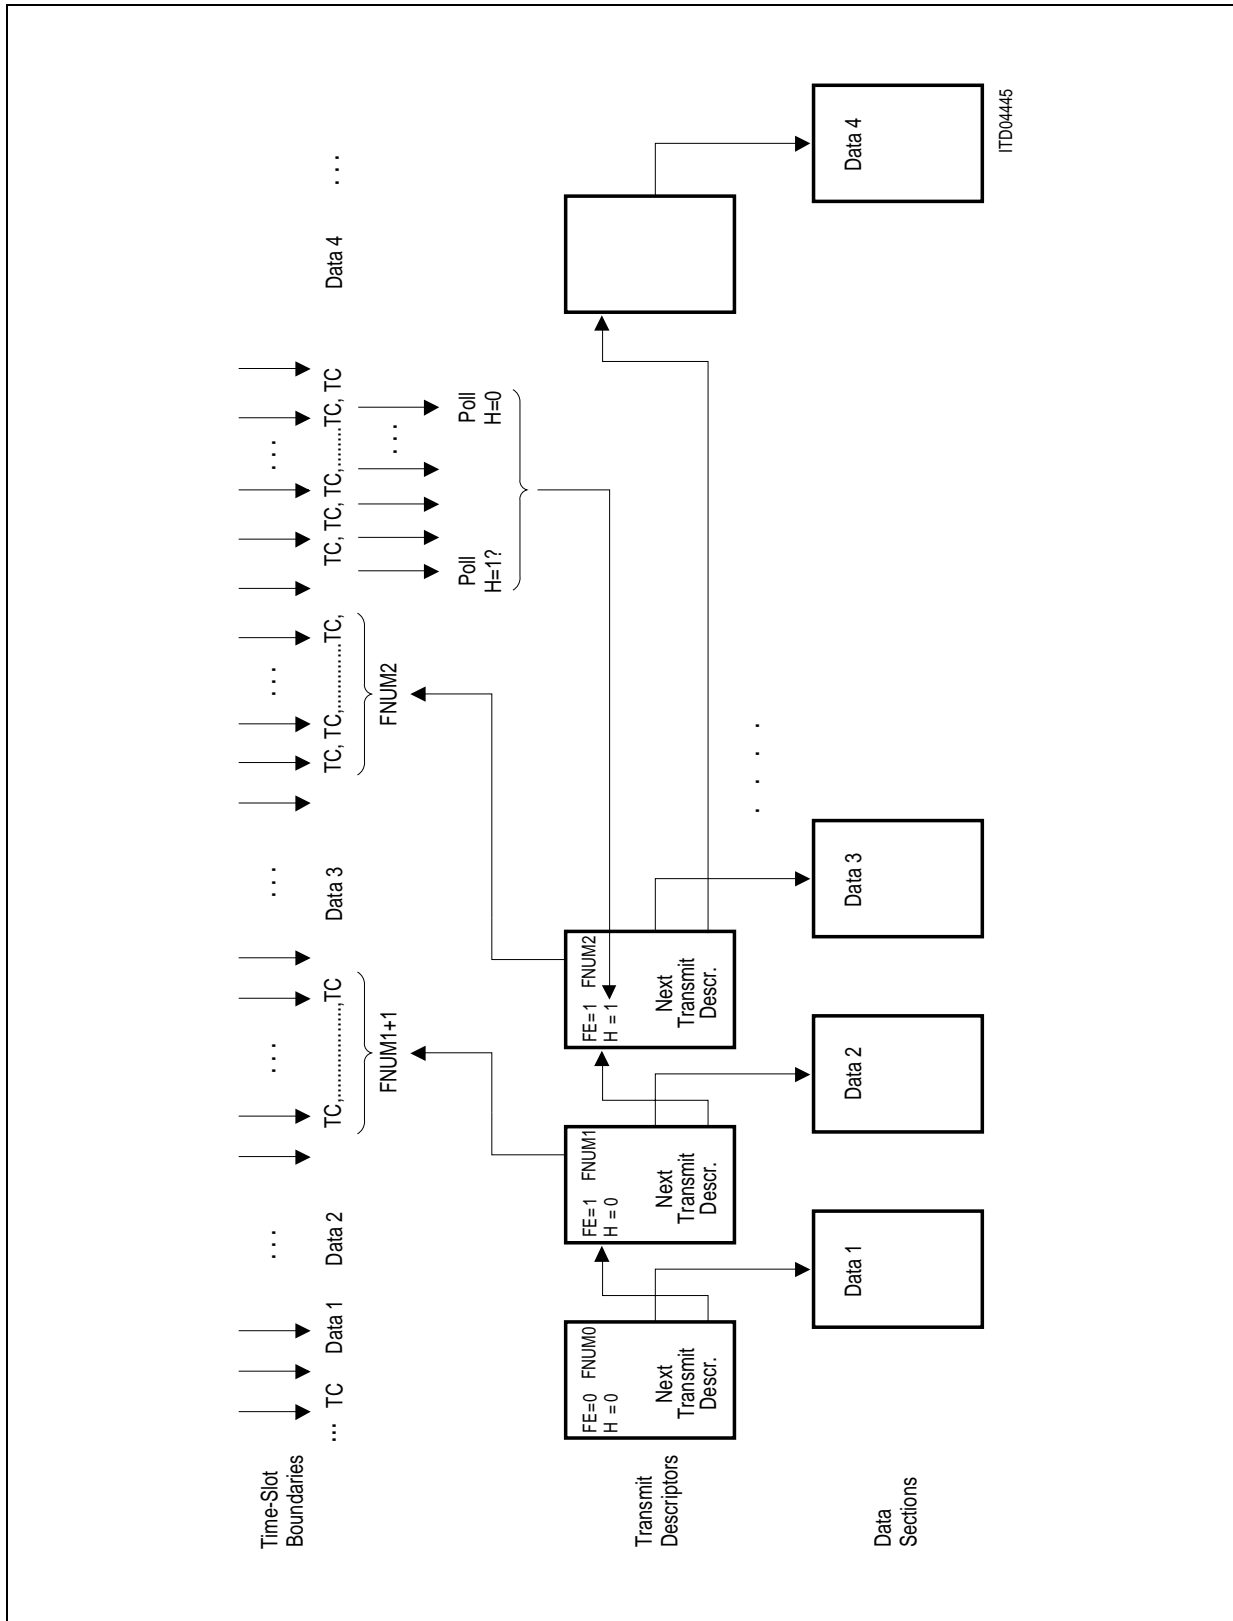 Time-Slot
Boundaries
... TC
Data 1
Data 2
...
TC,...................,TC
FNUM1+1
...
Data 3
...
TC, TC,.................TC,
FNUM2
...
TC, TC, TC, TC,.........TC, TC, TC
...
Data 4
...
Poll
H=1?
...
Poll
H=0
Transmit
Descriptors
FE=0 FNUM0
H = 0
Next
Transmit
Descr.
FE=1 FNUM1
H = 0
Next
Transmit
Descr.
FE=1 FNUM2
H = 1
Next
Transmit
Descr.
. . . .
Data
Sections
Data 1
Data 2
Data 3
Data 4
ITD04445